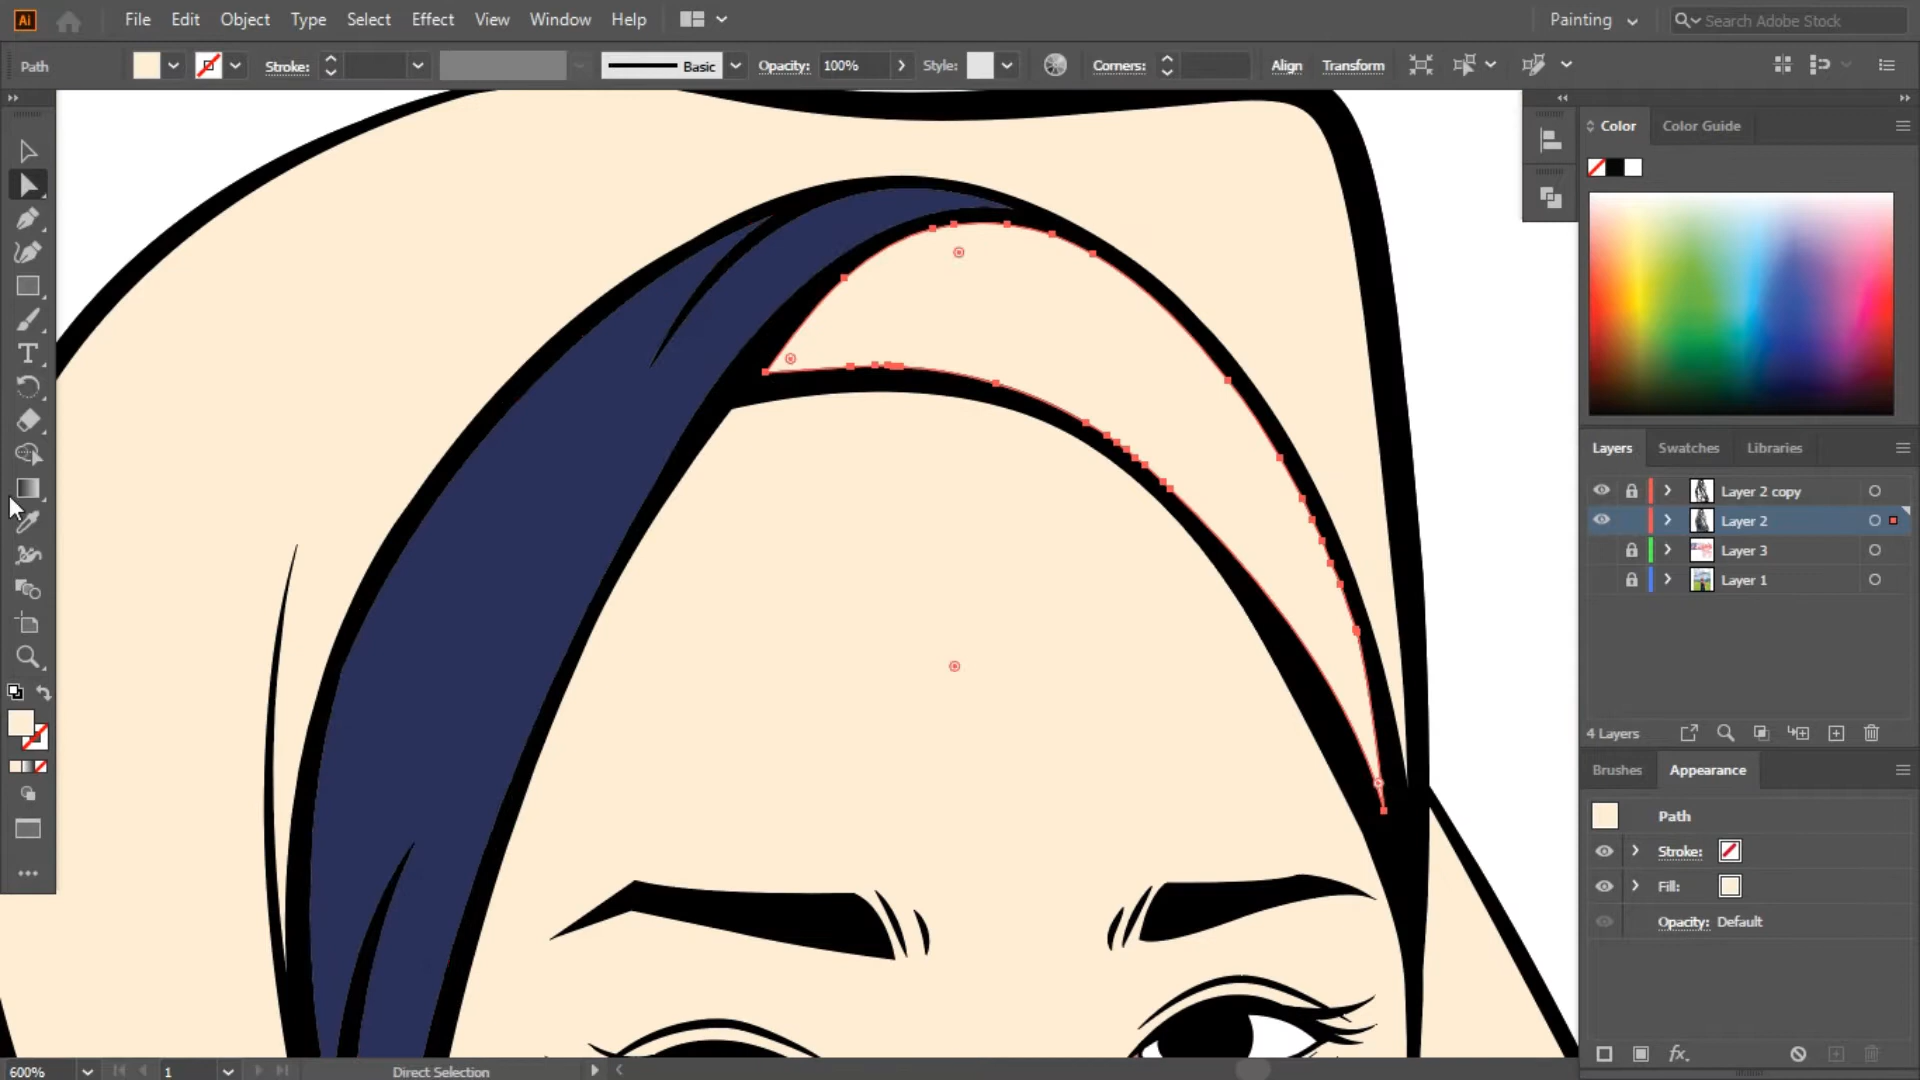 Ai File Edit Object Type Select Effect View Window Help Painting Search Adobe Stock
Path Stroke: Basic Opacity: 100% Style: Corners: Align Transform
Color Color Guide
Layers Swatches Libraries
Layer 2 copy
Layer 2
Layer 3
Layer 1
4 Layers
Brushes Appearance
Path
Stroke:
Fill:
Opacity: Default
fx.
600% 1 Direct Selection